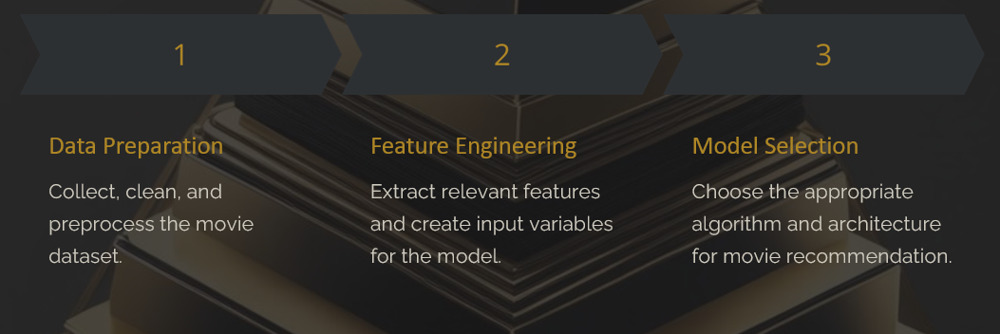 1
2
3
Data Preparation
Collect, clean, and
preprocess the movie
dataset.
Feature Engineering
Extract relevant features
and create input variables
for the model.
Model Selection
Choose the appropriate
algorithm and architecture
for movie recommendation.